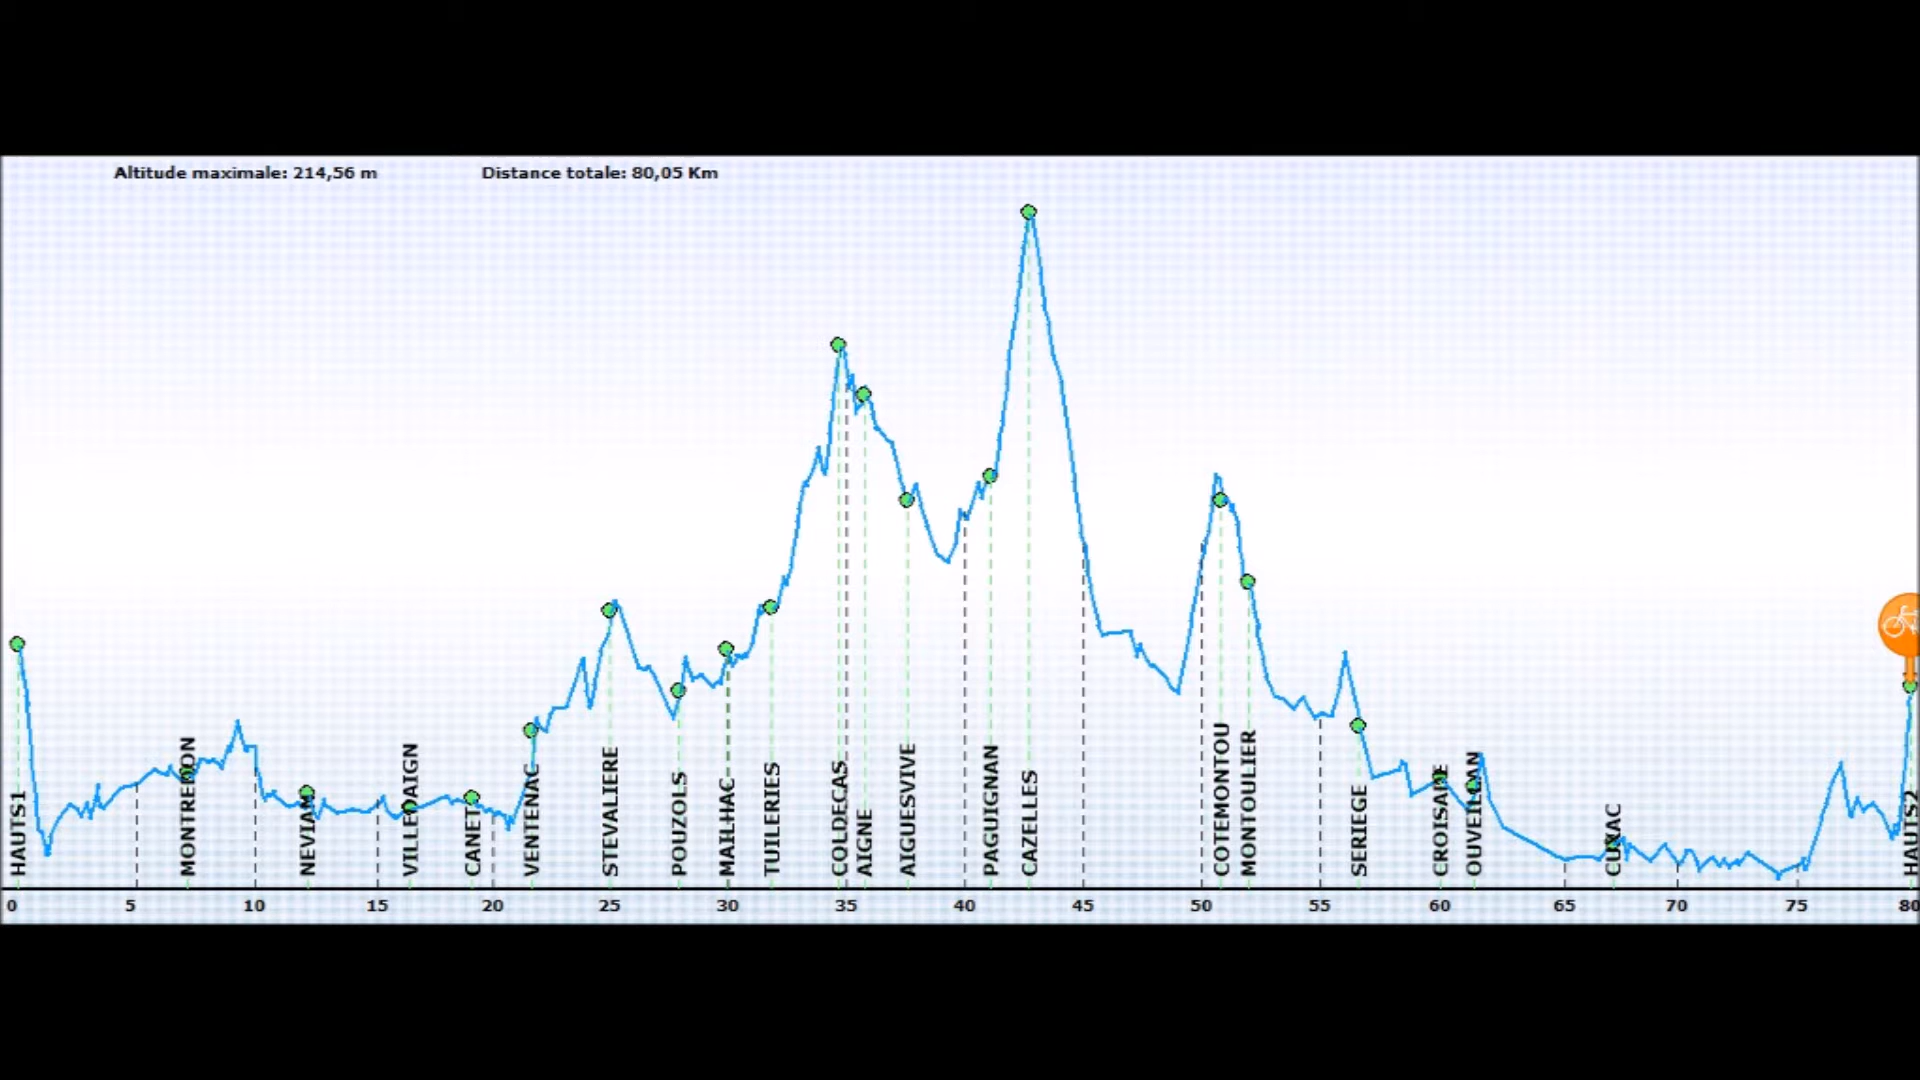 Altitude maximale: 214,56 m
Distance totale: 80,05 Km
HAUTS1
MONTREDON
NEVIAN
VILLEDAIGN
CANET
VENTENAC
STEVALIERE
POUZOLS
MAILHAC
TUILERIES
COLDECAS
AIGNE
AIGUESVIVE
PAGUIGNAN
CAZELLES
COTEMONTOU
MONTOULIER
SERIEGE
CROISADE
OUVEILLAN
CUXAC
HAUTS2
0 5 10 15 20 25 30 35 40 45 50 55 60 65 70 75 80